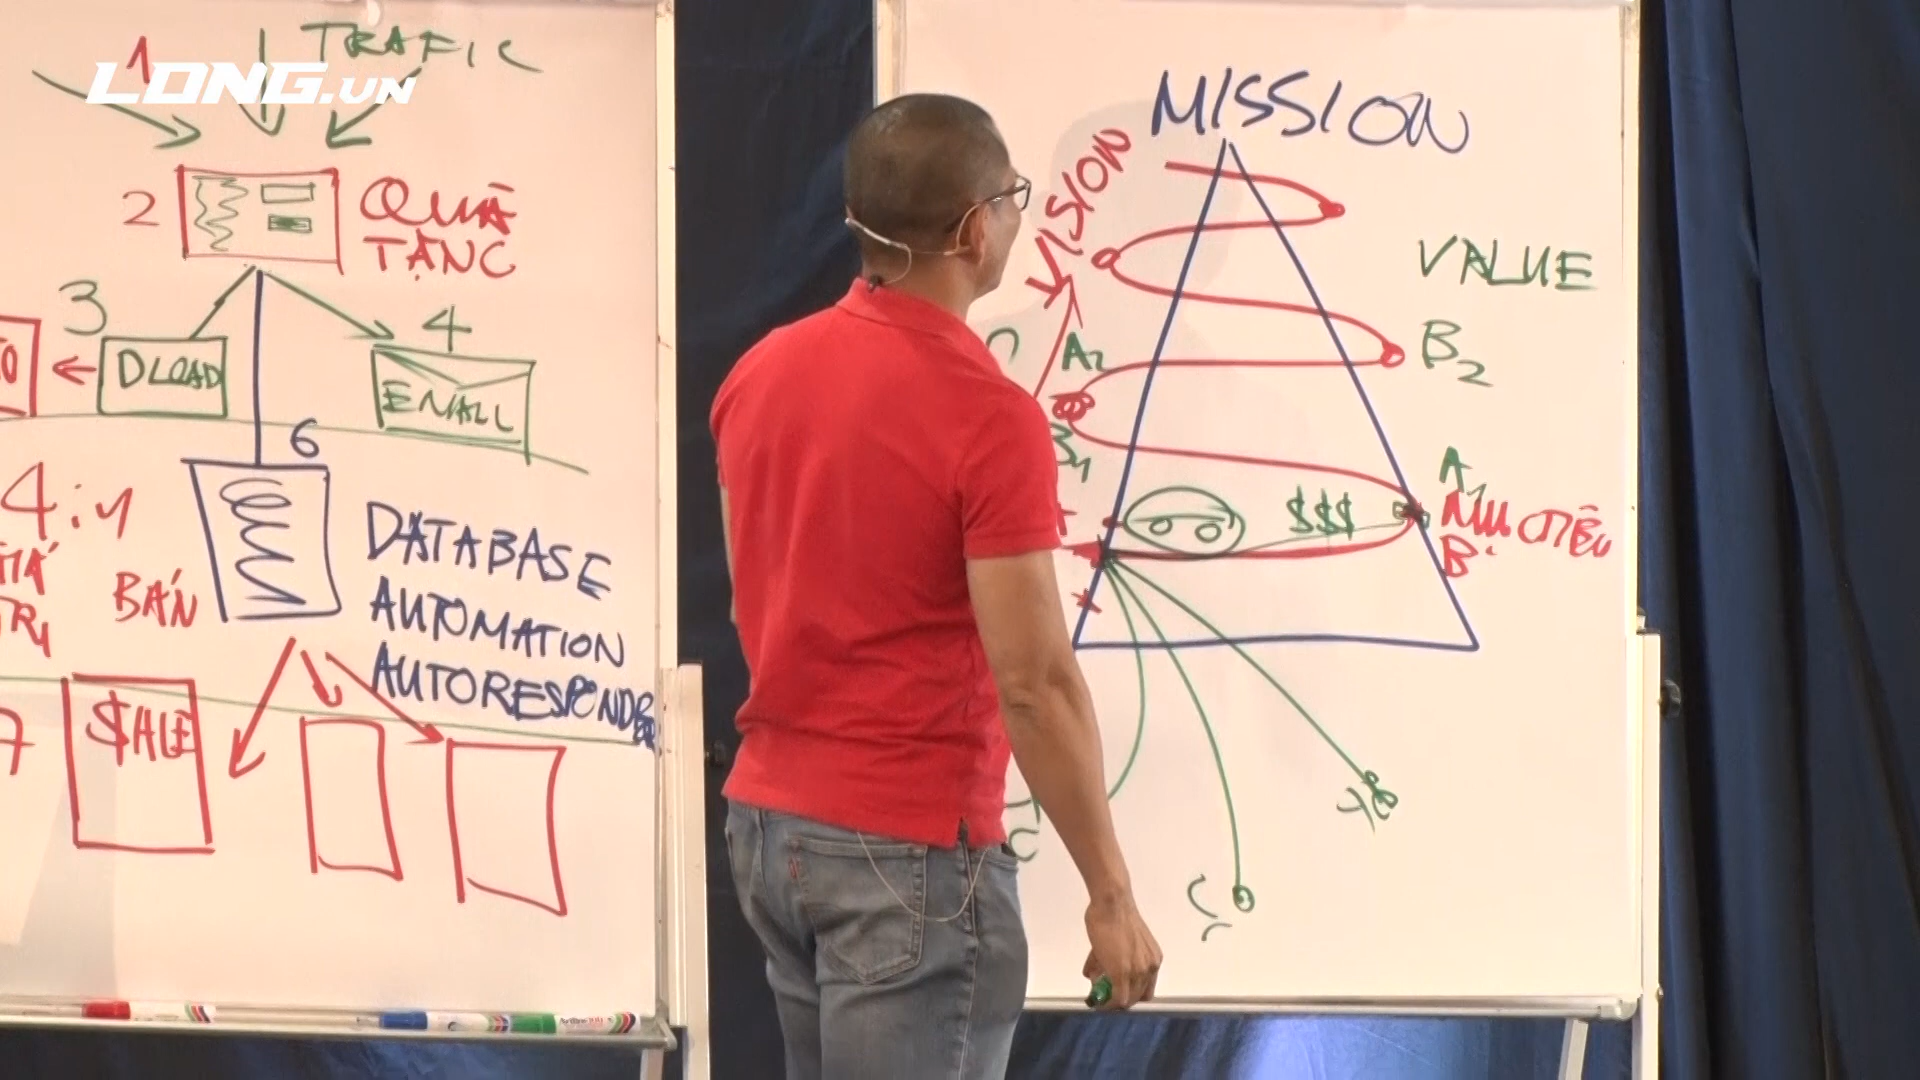 LONG.VN
1
TRAFIC
2
QUÀ
TẶNG
3
4
DLOAD
EMAIL
6
4:1
BÁN
DATABASE
AUTOMATION
AUTORESPONDER
7
SALE
MISSION
VISION
VALUE
A2
B2
B1
A1
$$$
MỤC TIÊU
B